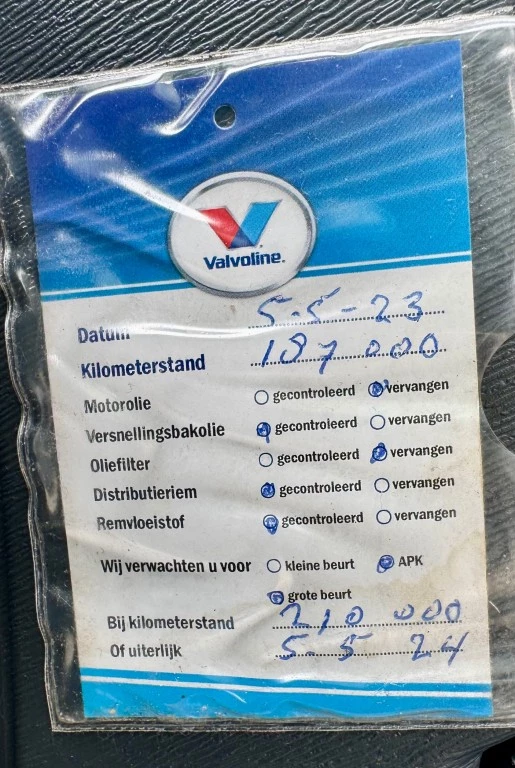 Valvoline.
Datum 5-5-23
Kilometerstand 187 000
Motorolie gecontroleerd vervangen
Versnellingsbakolie gecontroleerd vervangen
Oliefilter gecontroleerd vervangen
Distributieriem gecontroleerd vervangen
Remvloeistof gecontroleerd vervangen
Wij verwachten u voor kleine beurt APK
grote beurt
Bij kilometerstand 210 000
Of uiterlijk 5-5 24